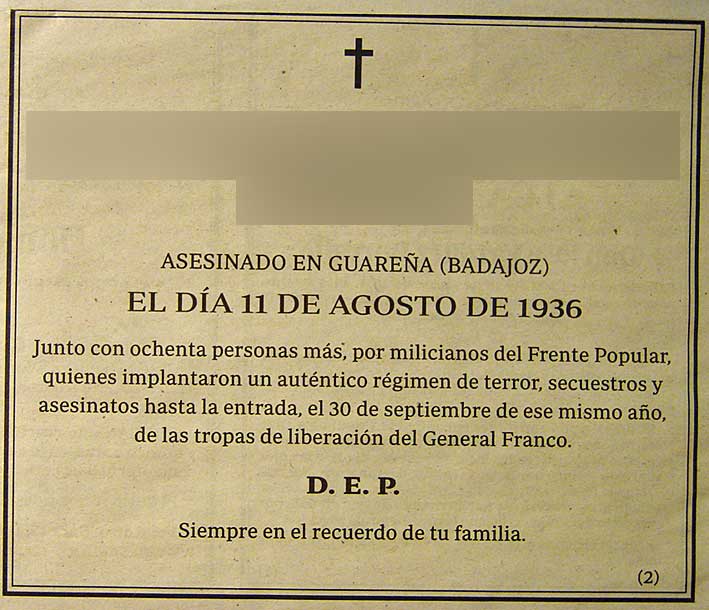 ASESINADO EN GUAREÑA (BADAJOZ)
EL DÍA 11 DE AGOSTO DE 1936
Junto con ochenta personas más, por milicianos del Frente Popular,
quienes implantaron un auténtico régimen de terror, secuestros y
asesinatos hasta la entrada, el 30 de septiembre de ese mismo año,
de las tropas de liberación del General Franco.
D. E. P.
Siempre en el recuerdo de tu familia.
(2)